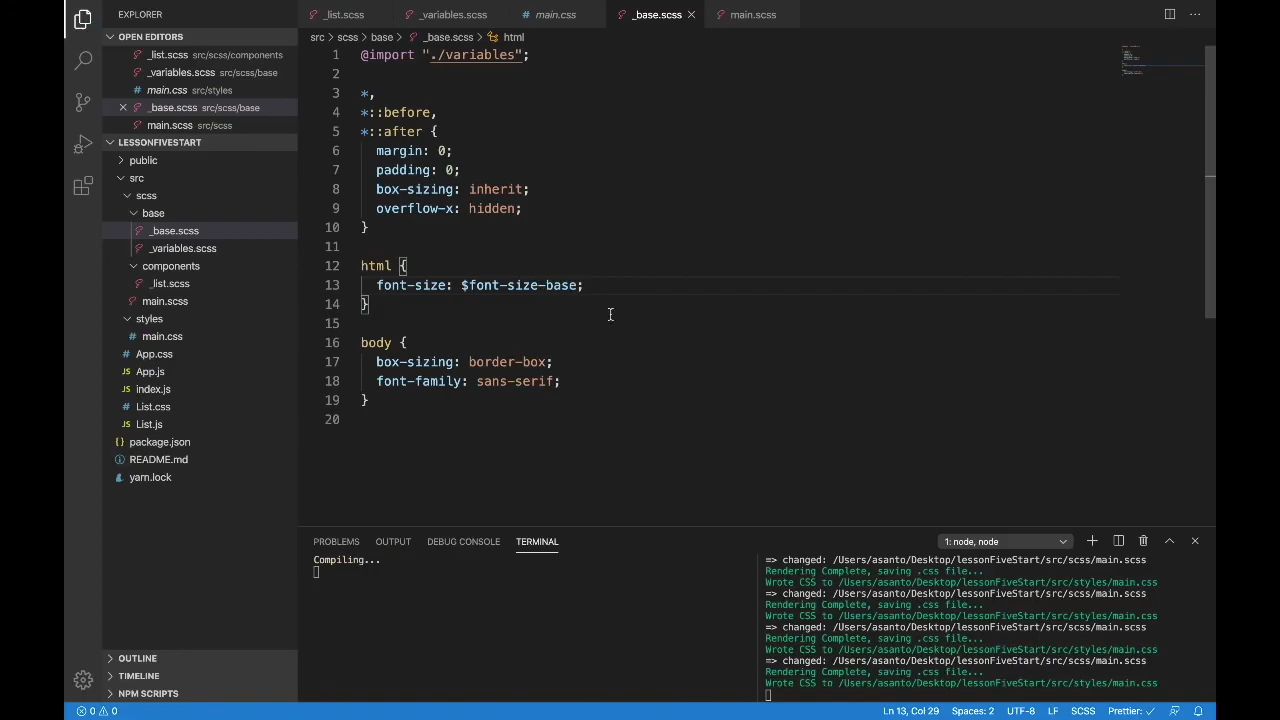 EXPLORER
OPEN EDITORS
_list.scss src/scss/components
_variables.scss src/scss/base
main.css src/styles
_base.scss src/scss/base
main.scss src/scss
LESSONFIVESTART
public
src
scss
base
_base.scss
_variables.scss
components
_list.scss
main.scss
styles
main.css
App.css
App.js
index.js
List.css
List.js
package.json
README.md
yarn.lock
OUTLINE
TIMELINE
NPM SCRIPTS
_list.scss _variables.scss main.css _base.scss main.scss
src > scss > base > _base.scss > html
1 @import "./variables";
2
3 *,
4 *::before,
5 *::after {
6 margin: 0;
7 padding: 0;
8 box-sizing: inherit;
9 overflow-x: hidden;
10 }
11
12 html {
13 font-size: $font-size-base;
14 }
15
16 body {
17 box-sizing: border-box;
18 font-family: sans-serif;
19 }
20
PROBLEMS OUTPUT DEBUG CONSOLE TERMINAL 1: node, node
Compiling...
=> changed: /Users/asanto/Desktop/lessonFiveStart/src/scss/main.scss
Rendering Complete, saving .css file...
Wrote CSS to /Users/asanto/Desktop/lessonFiveStart/src/styles/main.css
=> changed: /Users/asanto/Desktop/lessonFiveStart/src/scss/main.scss
Rendering Complete, saving .css file...
Wrote CSS to /Users/asanto/Desktop/lessonFiveStart/src/styles/main.css
=> changed: /Users/asanto/Desktop/lessonFiveStart/src/scss/main.scss
Rendering Complete, saving .css file...
Wrote CSS to /Users/asanto/Desktop/lessonFiveStart/src/styles/main.css
=> changed: /Users/asanto/Desktop/lessonFiveStart/src/scss/main.scss
Rendering Complete, saving .css file...
Wrote CSS to /Users/asanto/Desktop/lessonFiveStart/src/styles/main.css
0 0 Ln 13, Col 29 Spaces: 2 UTF-8 LF SCSS Prettier: ✓